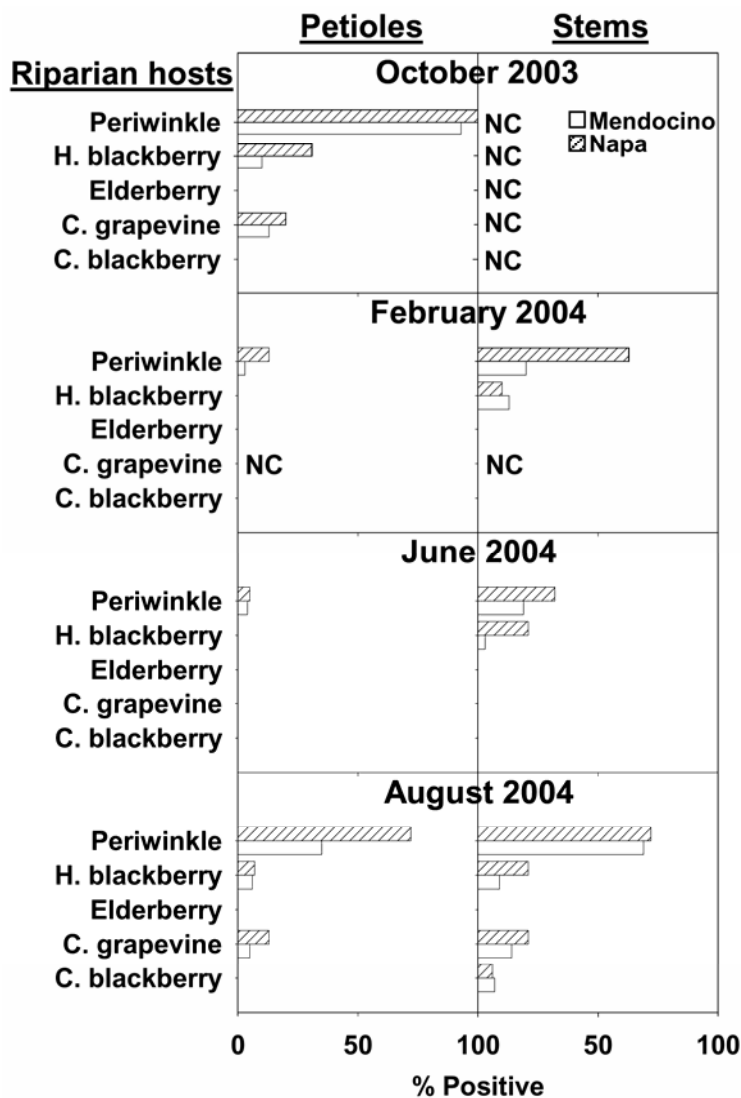 Petioles Stems
Riparian hosts October 2003
Periwinkle NC Mendocino
Napa
H. blackberry NC
Elderberry NC
C. grapevine NC
C. blackberry NC
February 2004
Periwinkle
H. blackberry
Elderberry
C. grapevine NC NC
C. blackberry
June 2004
Periwinkle
H. blackberry
Elderberry
C. grapevine
C. blackberry
August 2004
Periwinkle
H. blackberry
Elderberry
C. grapevine
C. blackberry
0 50 100 50 100
% Positive